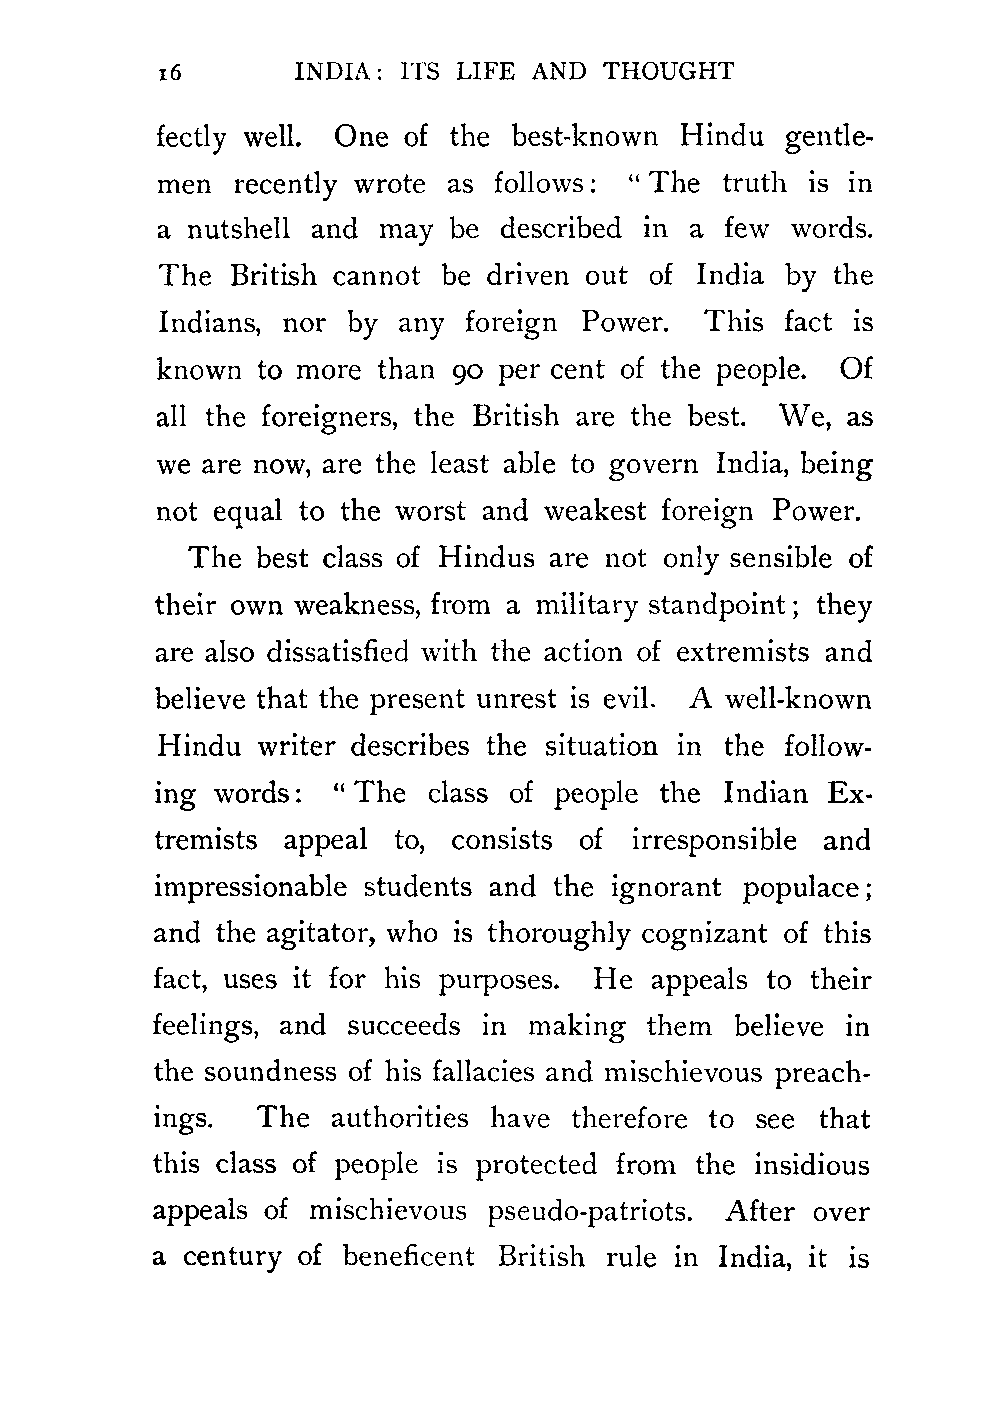 16 INDIA: ITS LIFE AND THOUGHT
fectly well. One of the best-known Hindu gentle-
men recently wrote as follows: “ The truth is in
a nutshell and may be described in a few words.
The British cannot be driven out of India by the
Indians, nor by any foreign Power. This fact is
known to more than 90 per cent of the people. Of
all the foreigners, the British are the best. We, as
we are now, are the least able to govern India, being
not equal to the worst and weakest foreign Power.
The best class of Hindus are not only sensible of
their own weakness, from a military standpoint; they
are also dissatisfied with the action of extremists and
believe that the present unrest is evil. A well-known
Hindu writer describes the situation in the follow-
ing words: “ The class of people the Indian Ex-
tremists appeal to, consists of irresponsible and
impressionable students and the ignorant populace;
and the agitator, who is thoroughly cognizant of this
fact, uses it for his purposes. He appeals to their
feelings, and succeeds in making them believe in
the soundness of his fallacies and mischievous preach-
ings. The authorities have therefore to see that
this class of people is protected from the insidious
appeals of mischievous pseudo-patriots. After over
a century of beneficent British rule in India, it is